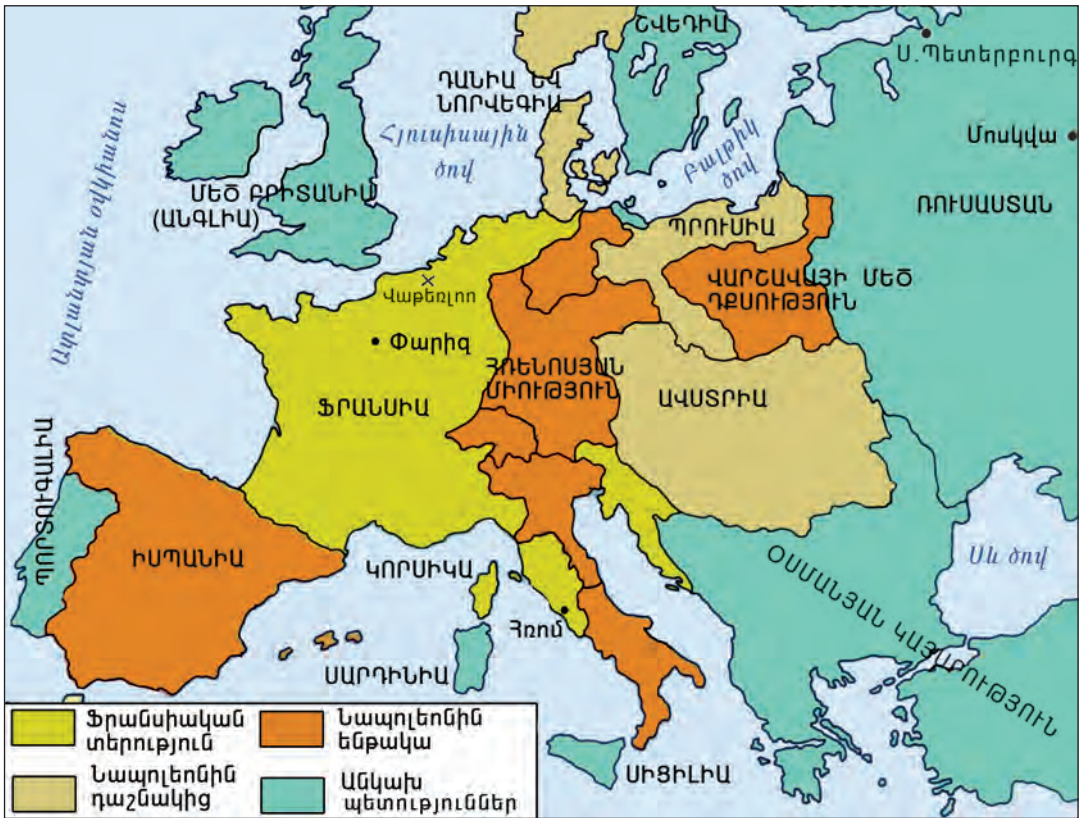 ՇՎԵԴԻԱ
Ս.Պետերբուրգ
ԴԱՆԻԱ ԵՎ
ՆՈՐՎԵԳԻԱ
Հյուսիսային
ծով
Բալթիկ
ծով
Մոսկվա
Ատլանտյան օվկիանոս
ՄԵԾ ԲՐԻՏԱՆԻԱ
(ԱՆԳԼԻԱ)
ՊՐՈՒՍԻԱ
ՌՈՒՍԱՍՏԱՆ
ՎԱՐՇԱՎԱՅԻ ՄԵԾ
ԴՔՍՈՒԹՅՈՒՆ
Վաթեռլոո
Փարիզ
ՀՌԵՆՈՍՅԱՆ
ՄԻՈՒԹՅՈՒՆ
ՖՐԱՆՍԻԱ
ԱՎՍՏՐԻԱ
ՊՈՐՏՈՒԳԱԼԻԱ
ԻՍՊԱՆԻԱ
ԿՈՐՍԻԿԱ
Հռոմ
Սև ծով
ՕՍՄԱՆՅԱՆ ԿԱՅՍՐՈՒԹՅՈՒՆ
ՍԱՐԴԻՆԻԱ
ՍԻՑԻԼԻԱ
Ֆրանսիական
տերություն
Նապոլեոնին
ենթակա
Նապոլեոնին
դաշնակից
Անկախ
պետություններ